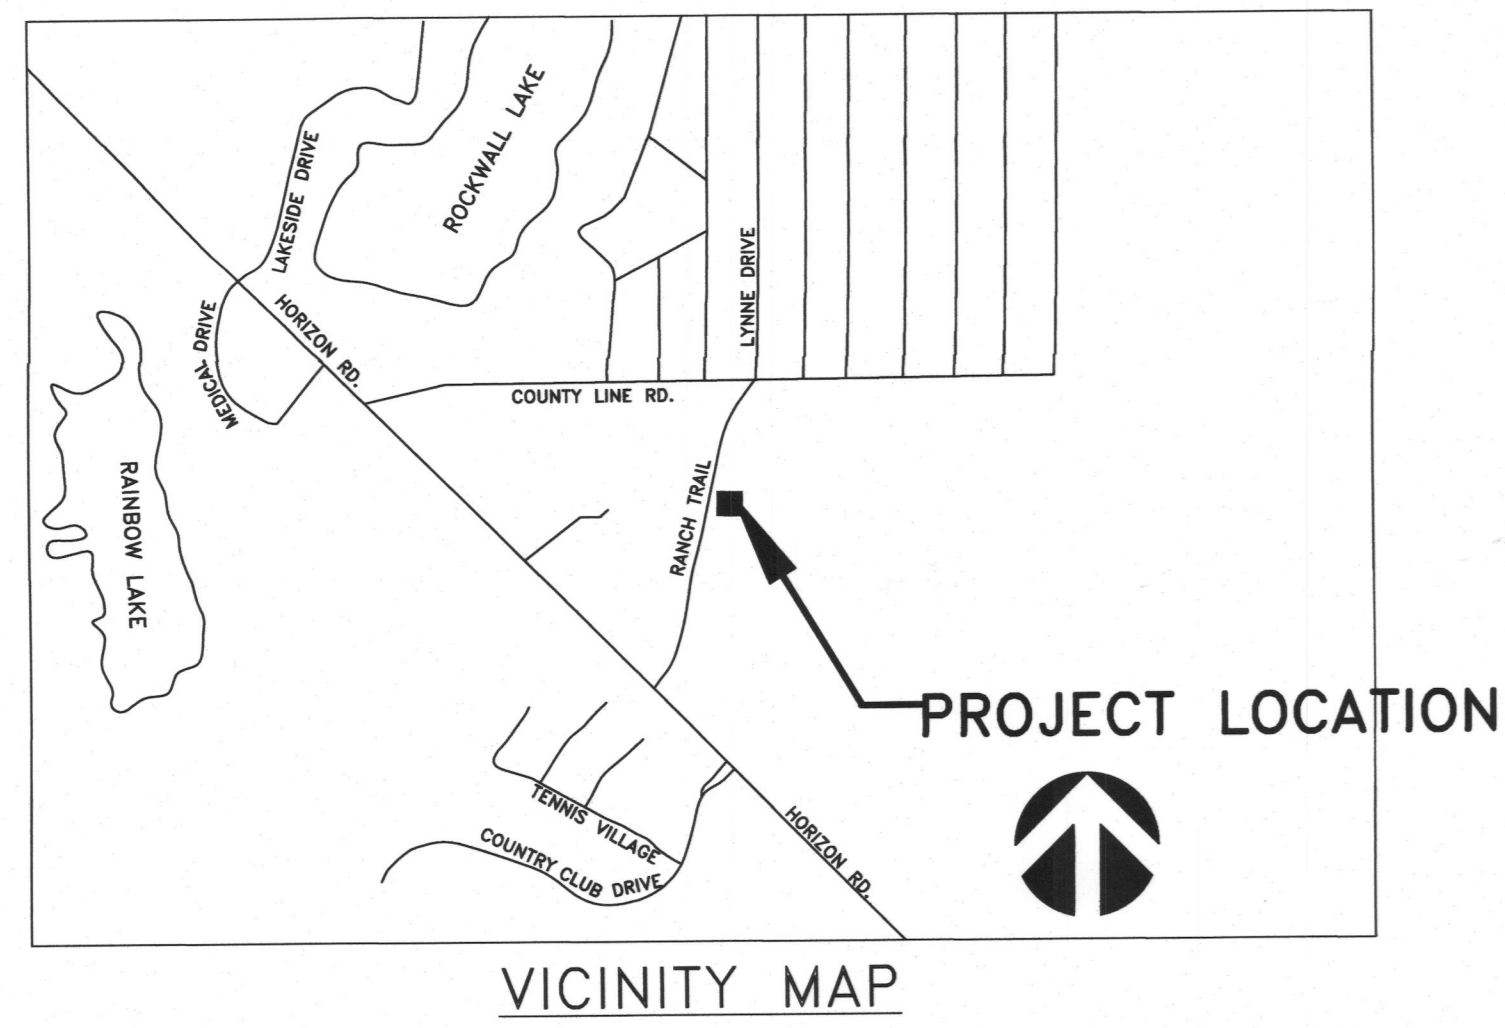 ROCKWALL LAKE
LAKESIDE DRIVE
LYNNE DRIVE
HORIZON RD.
MEDICAL DRIVE
COUNTY LINE RD.
RAINBOW LAKE
RANCH TRAIL
PROJECT LOCATION
TENNIS VILLAGE
COUNTRY CLUB DRIVE
HORIZON RD.
VICINITY MAP